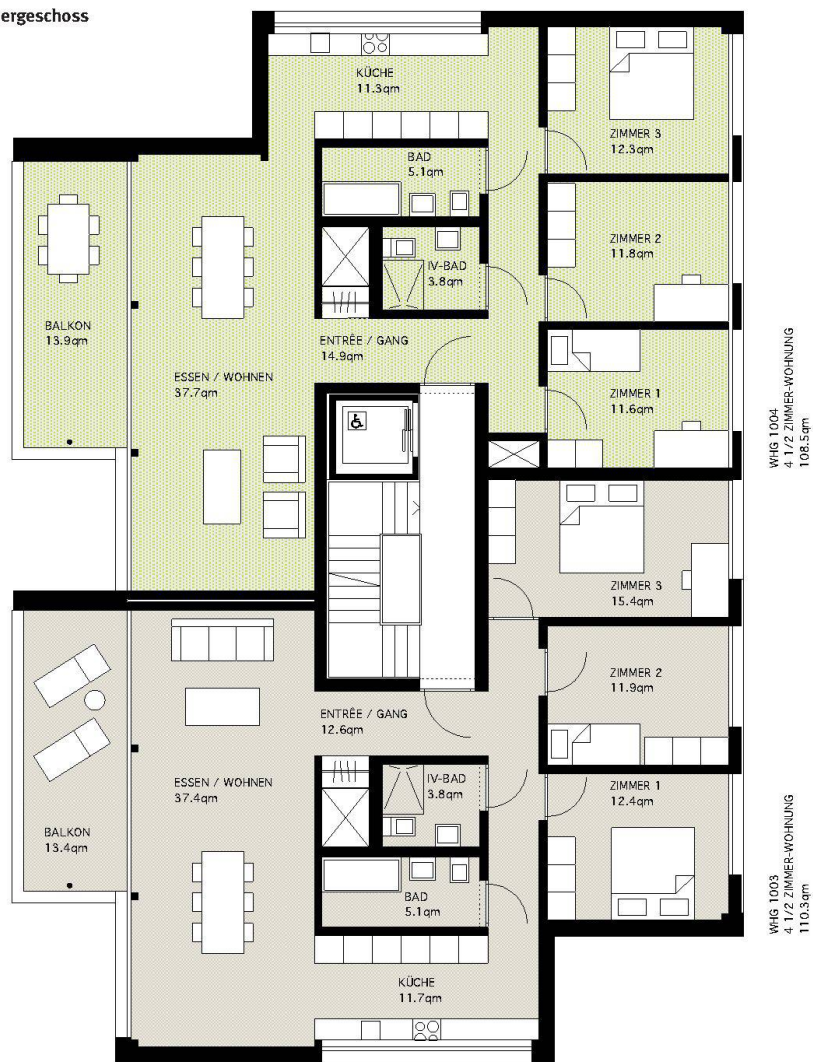 ergeschoss
KÜCHE
11.3qm
ZIMMER 3
12.3qm
BAD
5.1qm
ZIMMER 2
11.8qm
IV-BAD
3.8qm
BALKON
13.9qm
ENTRÊE / GANG
14.9qm
ESSEN / WOHNEN
37.7qm
ZIMMER 1
11.6qm
WHG 1004
4 1/2 ZIMMER-WOHNUNG
108.5qm
ZIMMER 3
15.4qm
ZIMMER 2
11.9qm
ENTRÊE / GANG
12.6qm
ESSEN / WOHNEN
37.4qm
IV-BAD
3.8qm
ZIMMER 1
12.4qm
BALKON
13.4qm
BAD
5.1qm
KÜCHE
11.7qm
WHG 1003
4 1/2 ZIMMER-WOHNUNG
110.3qm